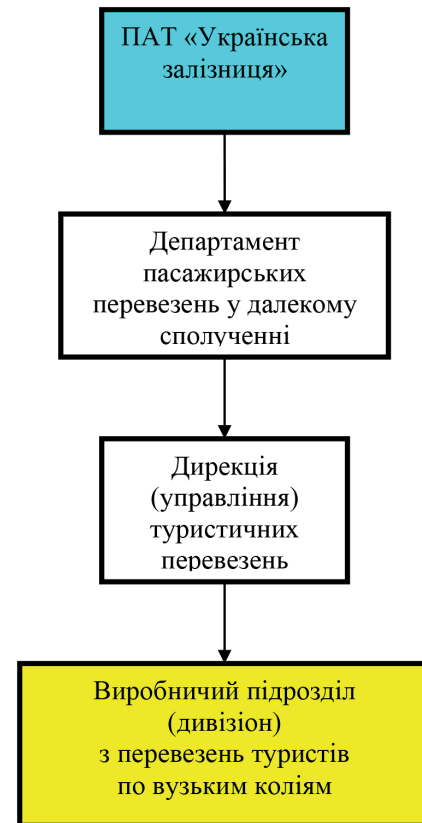 ПАТ «Українська
залізниця»
Департамент
пасажирських
перевезень у далекому
сполученні
Дирекція
(управління)
туристичних
перевезень
Виробничий підрозділ
(дивізіон)
з перевезень туристів
по вузьким коліям